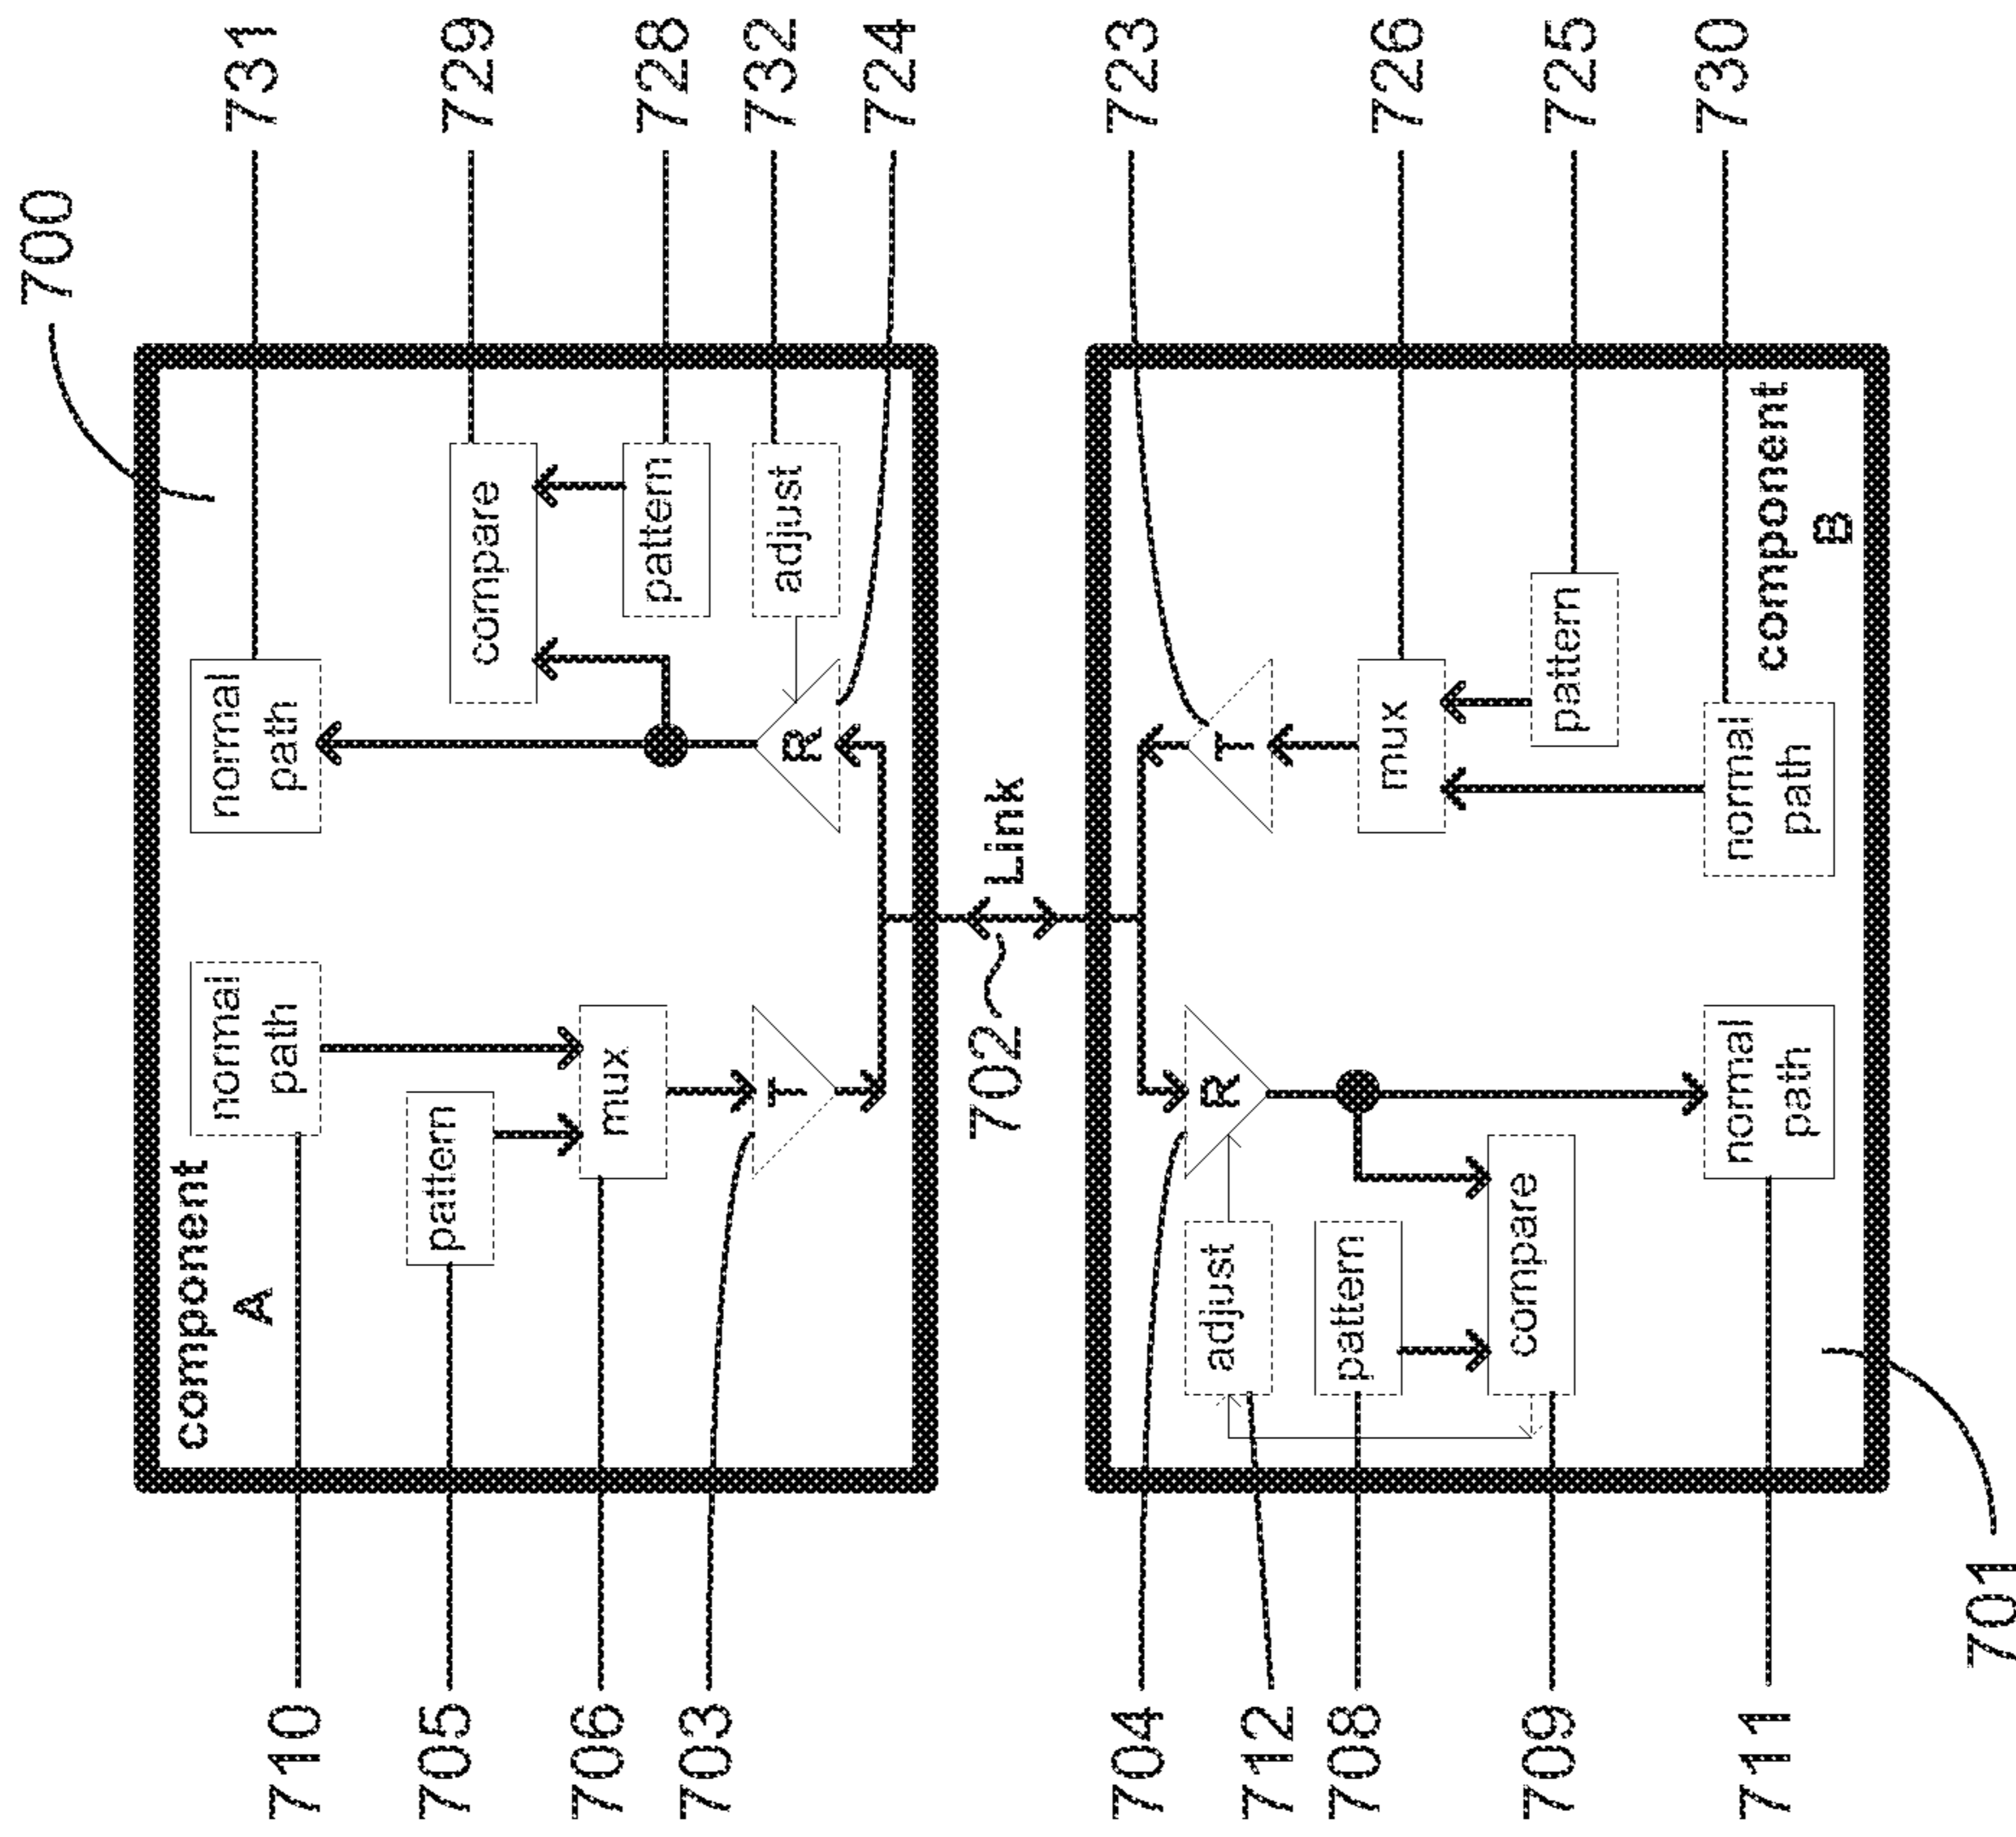 700
component
A
normal
path
normal
path
731
710
705
pattern
compare
729
706
mux
pattern
728
703
T
R
adjust
732
724
702
Link
704
R
T
723
712
adjust
708
pattern
mux
726
709
compare
pattern
725
711
normal
path
normal
path
730
component
B
701